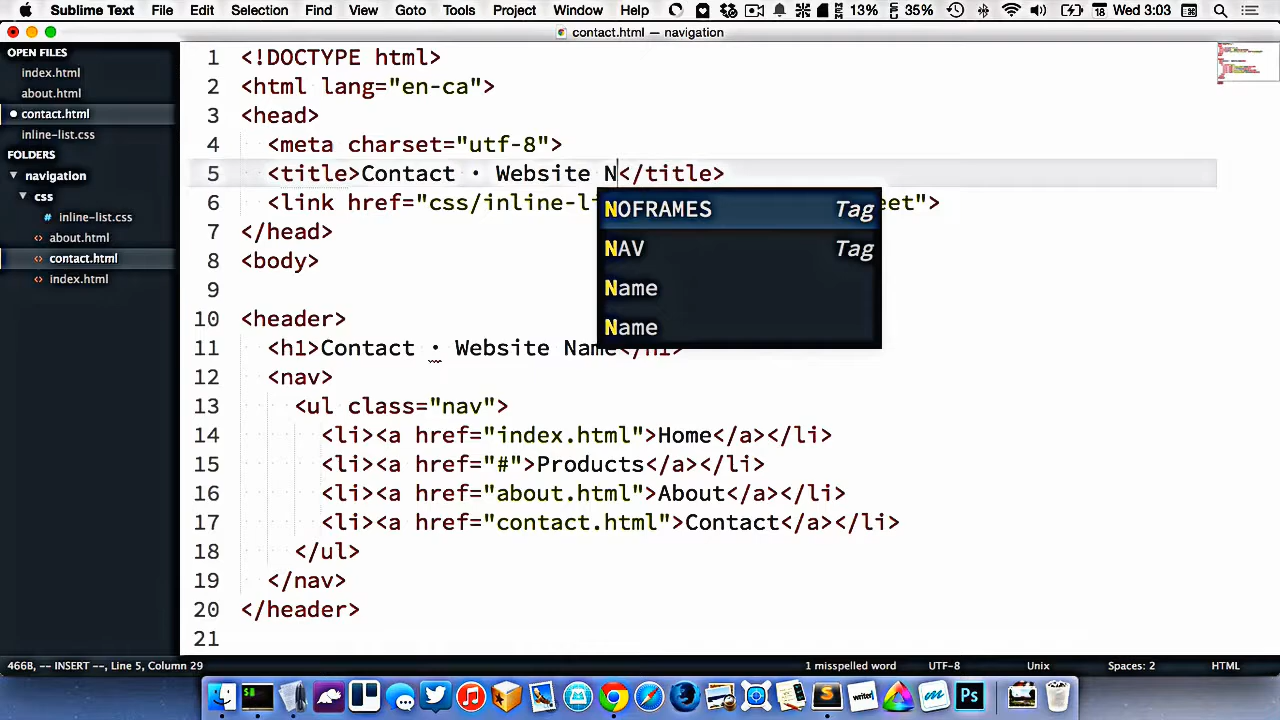 Sublime Text File Edit Selection Find View Goto Tools Project Window Help 13% 35% 18 Wed 3:03
contact.html — navigation
OPEN FILES
index.html
about.html
contact.html
inline-list.css
FOLDERS
navigation
css
inline-list.css
about.html
contact.html
index.html
1 <!DOCTYPE html>
2 <html lang="en-ca">
3 <head>
4 <meta charset="utf-8">
5 <title>Contact · Website N</title>
6 <link href="css/inline-li eet">
7 </head>
8 <body>
9
10 <header>
11 <h1>Contact · Website Name</h1>
12 <nav>
13 <ul class="nav">
14 <li><a href="index.html">Home</a></li>
15 <li><a href="#">Products</a></li>
16 <li><a href="about.html">About</a></li>
17 <li><a href="contact.html">Contact</a></li>
18 </ul>
19 </nav>
20 </header>
21
NOFRAMES Tag
NAV Tag
Name
Name
466B, -- INSERT --, Line 5, Column 29 1 misspelled word UTF-8 Unix Spaces: 2 HTML